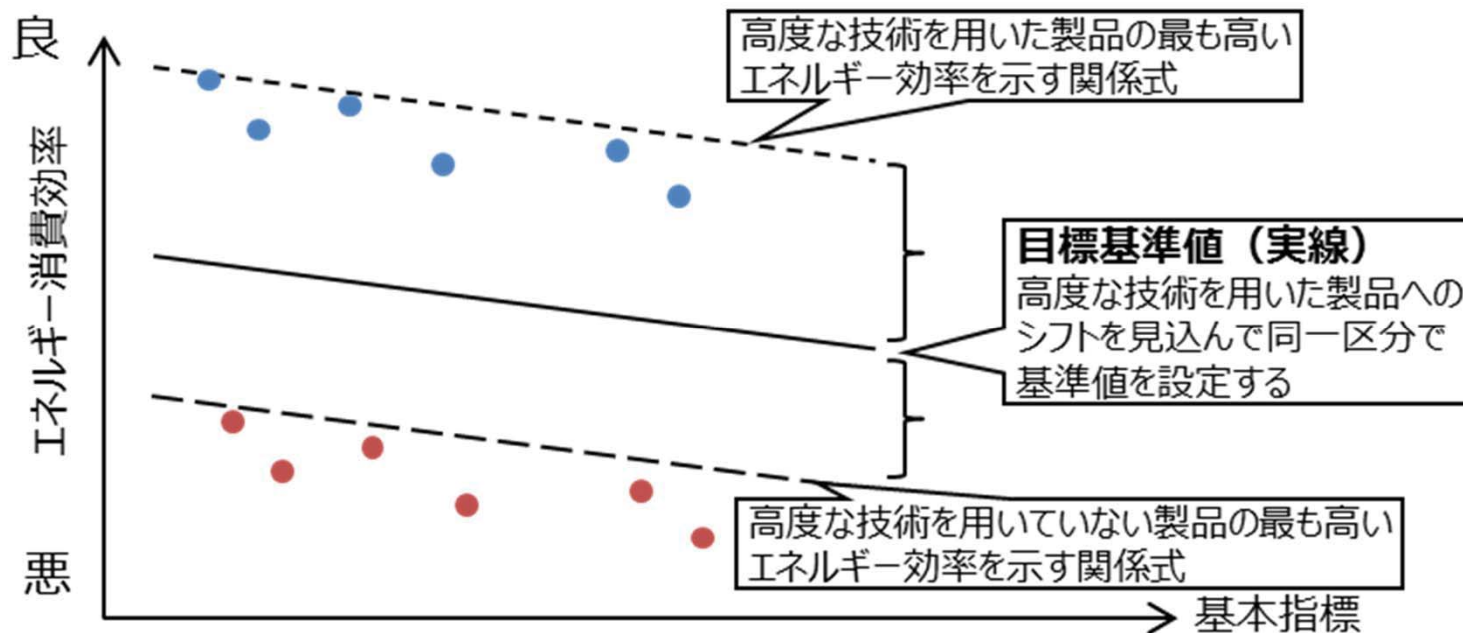 良
高度な技術を用いた製品の最も高い
エネルギー効率を示す関係式
エネルギー消費効率
目標基準値（実線）
高度な技術を用いた製品への
シフトを見込んで同一区分で
基準値を設定する
高度な技術を用いていない製品の最も高い
エネルギー効率を示す関係式
悪
基本指標